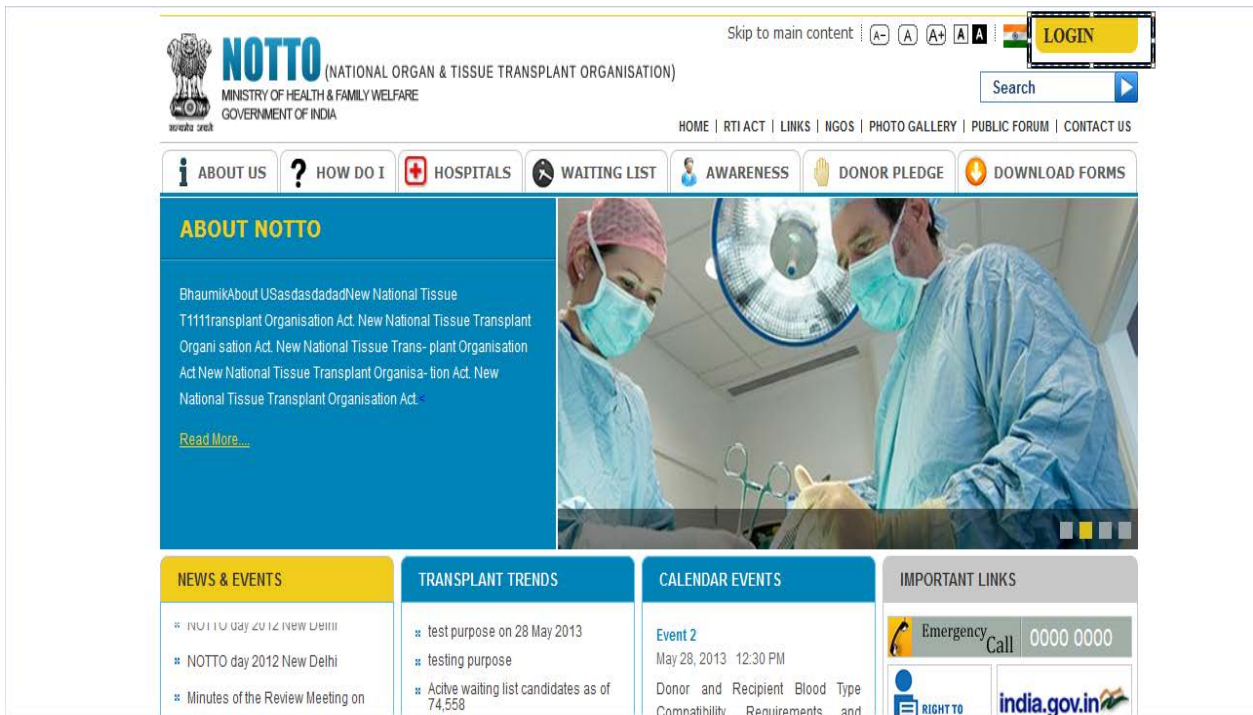 Skip to main content A- A A+ A A LOGIN
NOTTO (NATIONAL ORGAN & TISSUE TRANSPLANT ORGANISATION)
MINISTRY OF HEALTH & FAMILY WELFARE
GOVERNMENT OF INDIA
सत्यमेव जयते
Search
HOME | RTI ACT | LINKS | NGOS | PHOTO GALLERY | PUBLIC FORUM | CONTACT US
ABOUT US ? HOW DO I HOSPITALS WAITING LIST AWARENESS DONOR PLEDGE DOWNLOAD FORMS
ABOUT NOTTO
BhaumikAbout USasdasdadadNew National Tissue
T1111ransplant Organisation Act. New National Tissue Transplant
Organi sation Act. New National Tissue Trans- plant Organisation
Act New National Tissue Transplant Organisa- tion Act. New
National Tissue Transplant Organisation Act.<
Read More....
NEWS & EVENTS
NOTTO day 2012 New Delhi
NOTTO day 2012 New Delhi
Minutes of the Review Meeting on
TRANSPLANT TRENDS
test purpose on 28 May 2013
testing purpose
Acitve waiting list candidates as of
74,558
CALENDAR EVENTS
Event 2
May 28, 2013 12:30 PM
Donor and Recipient Blood Type
Compatibility Requirements and
IMPORTANT LINKS
Emergency Call 0000 0000
RIGHT TO
india.gov.in